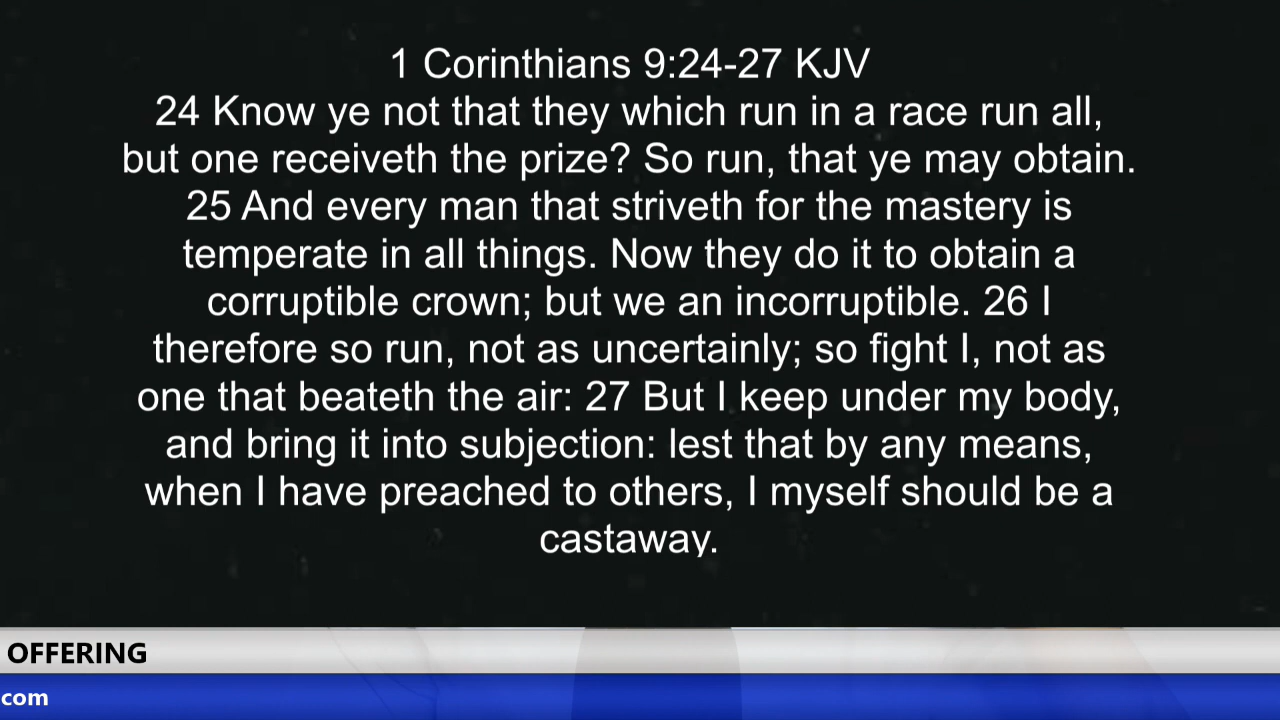 1 Corinthians 9:24-27 KJV
24 Know ye not that they which run in a race run all,
but one receiveth the prize? So run, that ye may obtain.
25 And every man that striveth for the mastery is
temperate in all things. Now they do it to obtain a
corruptible crown; but we an incorruptible. 26 I
therefore so run, not as uncertainly; so fight I, not as
one that beateth the air: 27 But I keep under my body,
and bring it into subjection: lest that by any means,
when I have preached to others, I myself should be a
castaway.
OFFERING
com